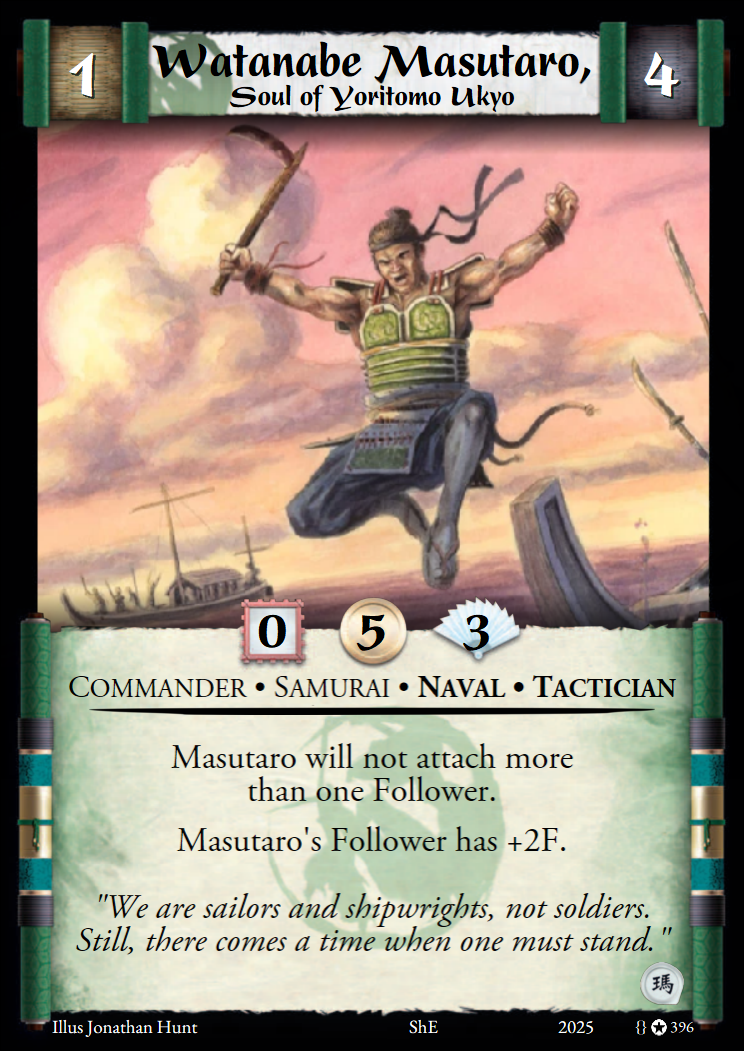 1
Watanabe Masutaro,
4
Soul of Yoritomo Ukyo
0 5 3
COMMANDER • SAMURAI • NAVAL • TACTICIAN
Masutaro will not attach more
than one Follower.
Masutaro's Follower has +2F.
"We are sailors and shipwrights, not soldiers.
Still, there comes a time when one must stand."
瑪
Illus Jonathan Hunt ShE 2025 {} ✪ 396